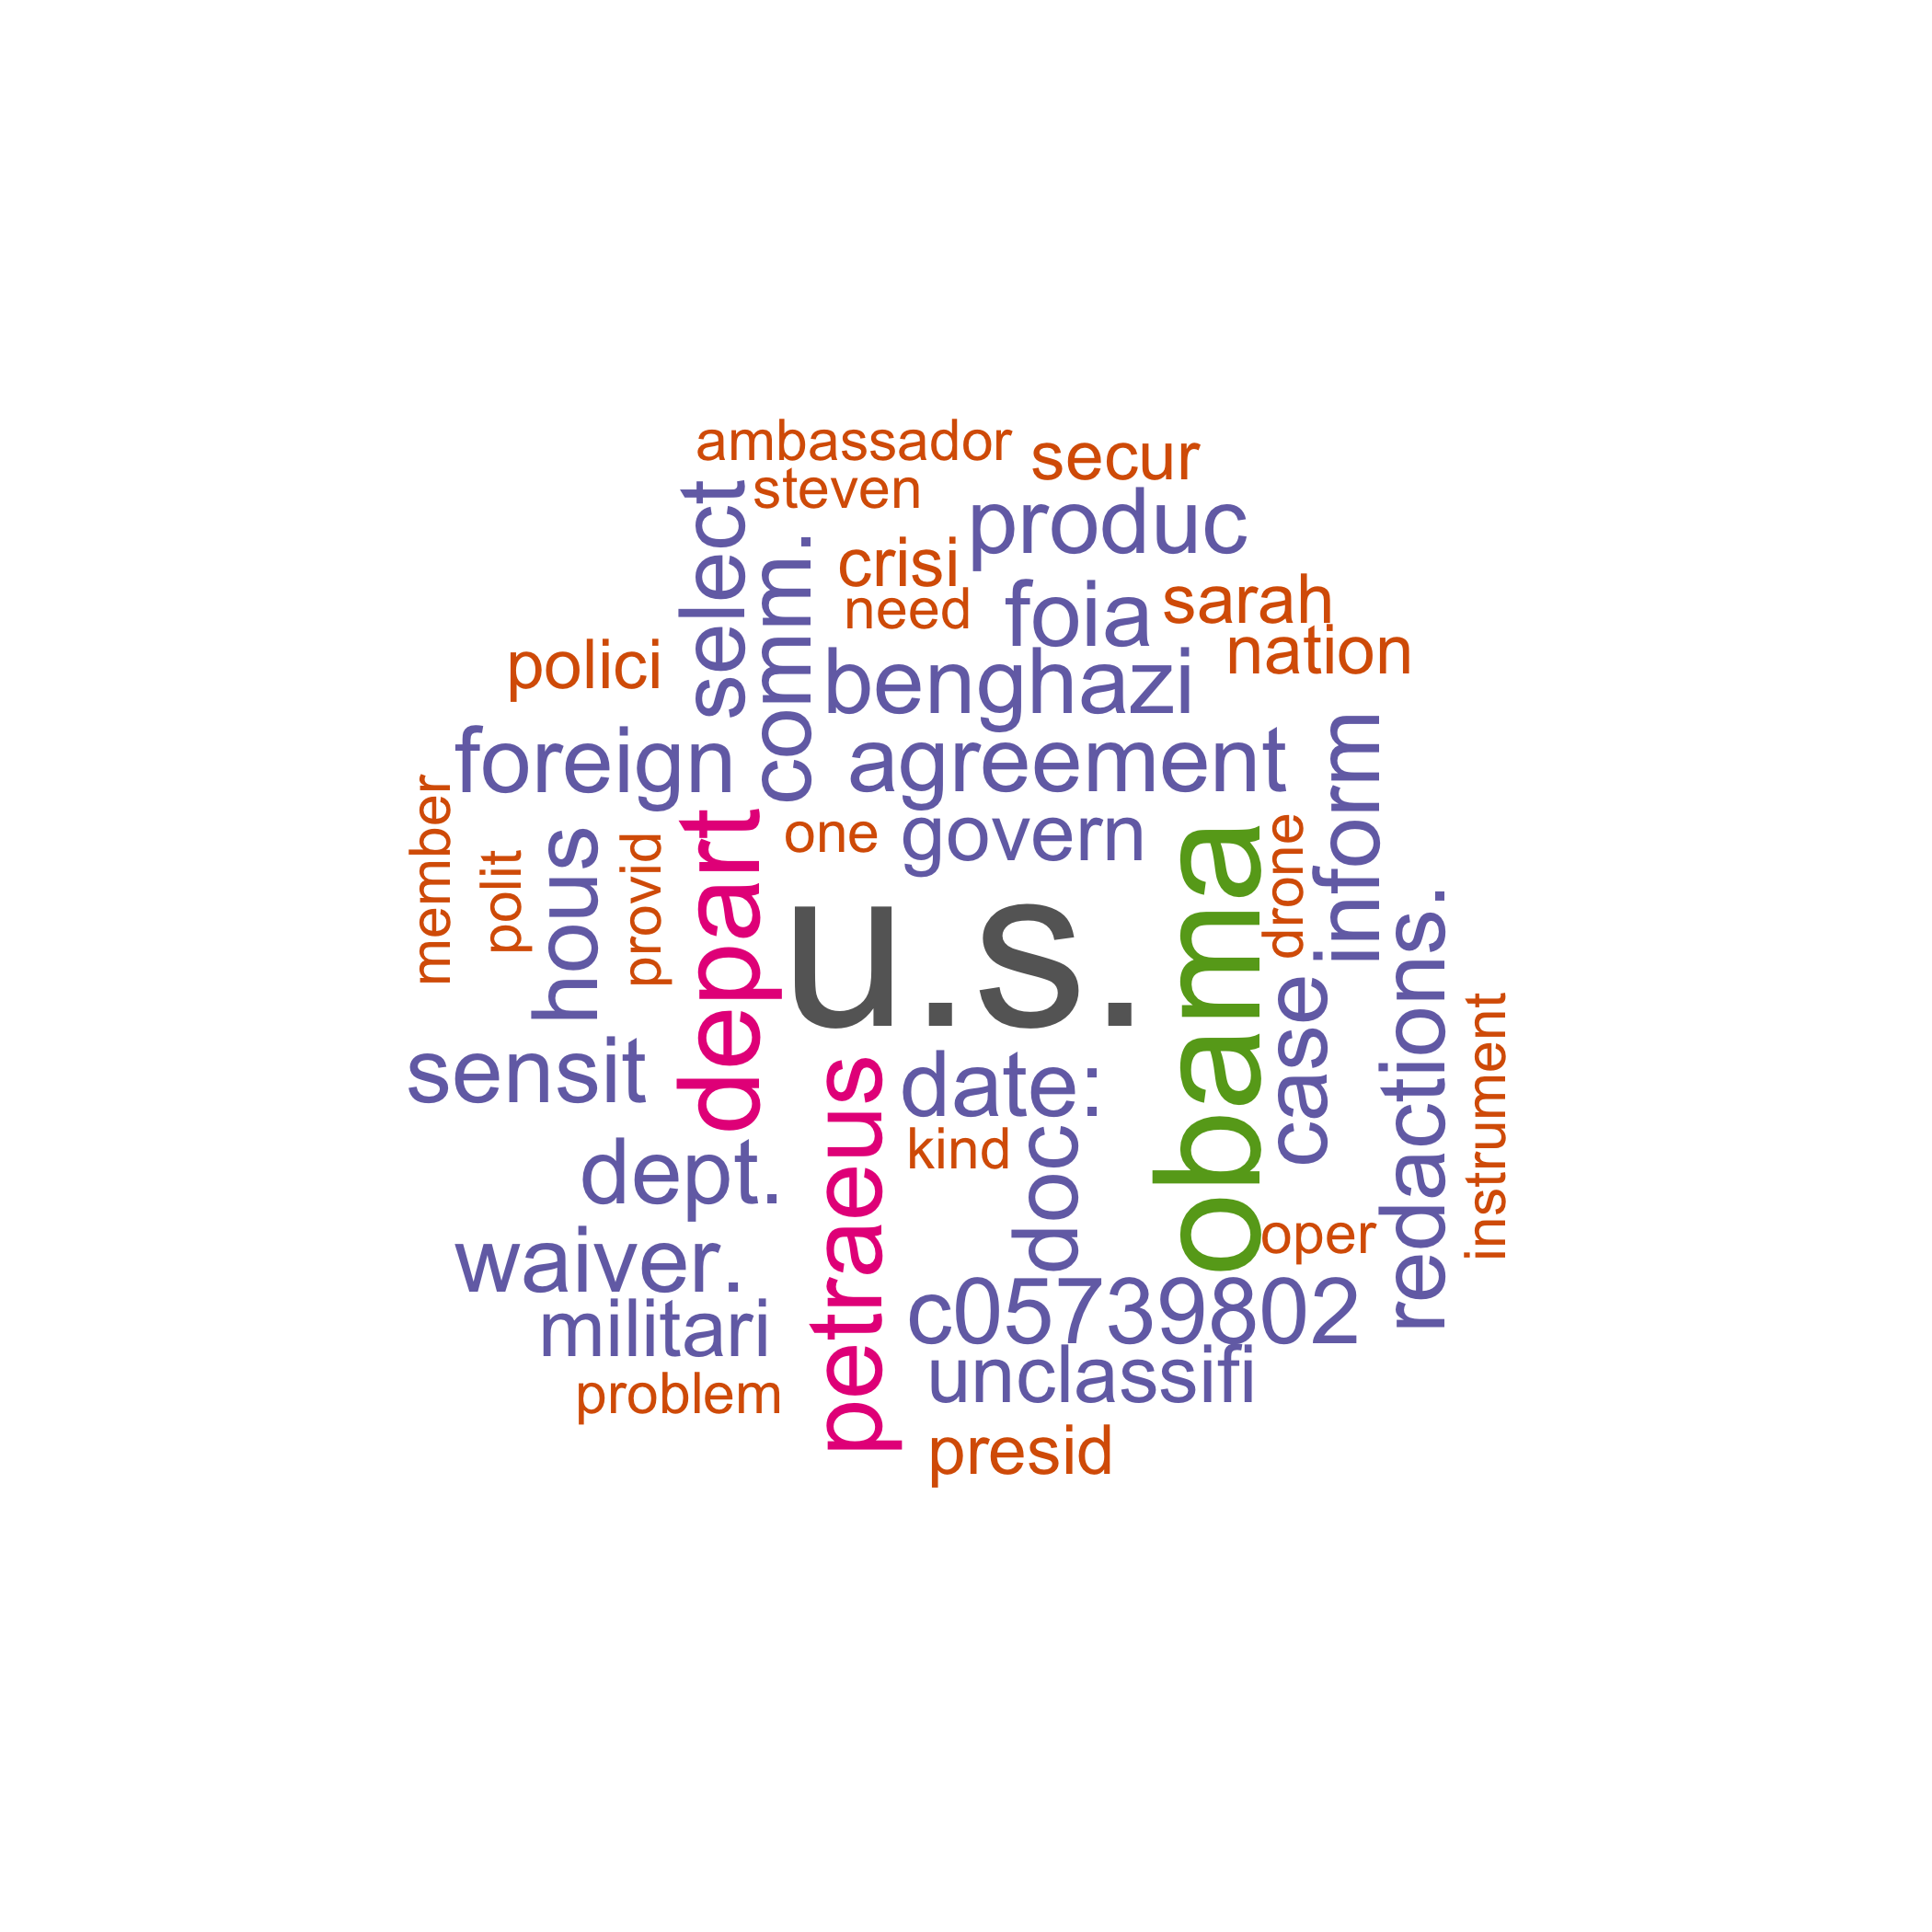 ambassador
secur
steven
select
produc
comm.
crisi
need
foia
sarah
nation
polici
benghazi
foreign
agreement
inform
member
polit
hous
provid
depart
one
govern
obama
drone
u.s.
redactions.
case
instrument
sensit
petraeus
date:
kind
doc
dept.
oper
waiver.
c05739802
militari
unclassifi
problem
presid